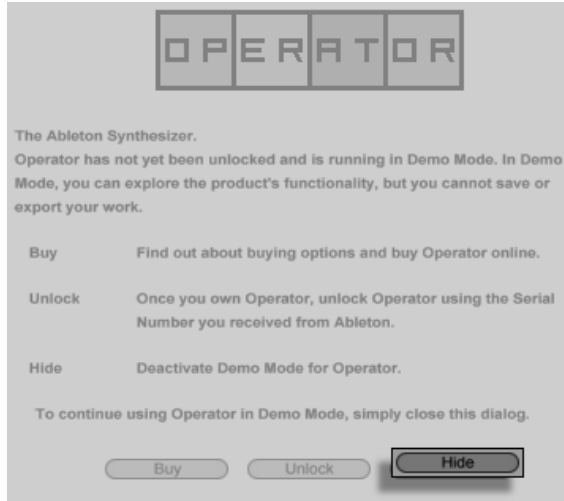 OPERATOR
The Ableton Synthesizer.
Operator has not yet been unlocked and is running in Demo Mode. In Demo
Mode, you can explore the product's functionality, but you cannot save or
export your work.
Buy Find out about buying options and buy Operator online.
Unlock Once you own Operator, unlock Operator using the Serial
Number you received from Ableton.
Hide Deactivate Demo Mode for Operator.
To continue using Operator in Demo Mode, simply close this dialog.
Buy Unlock Hide